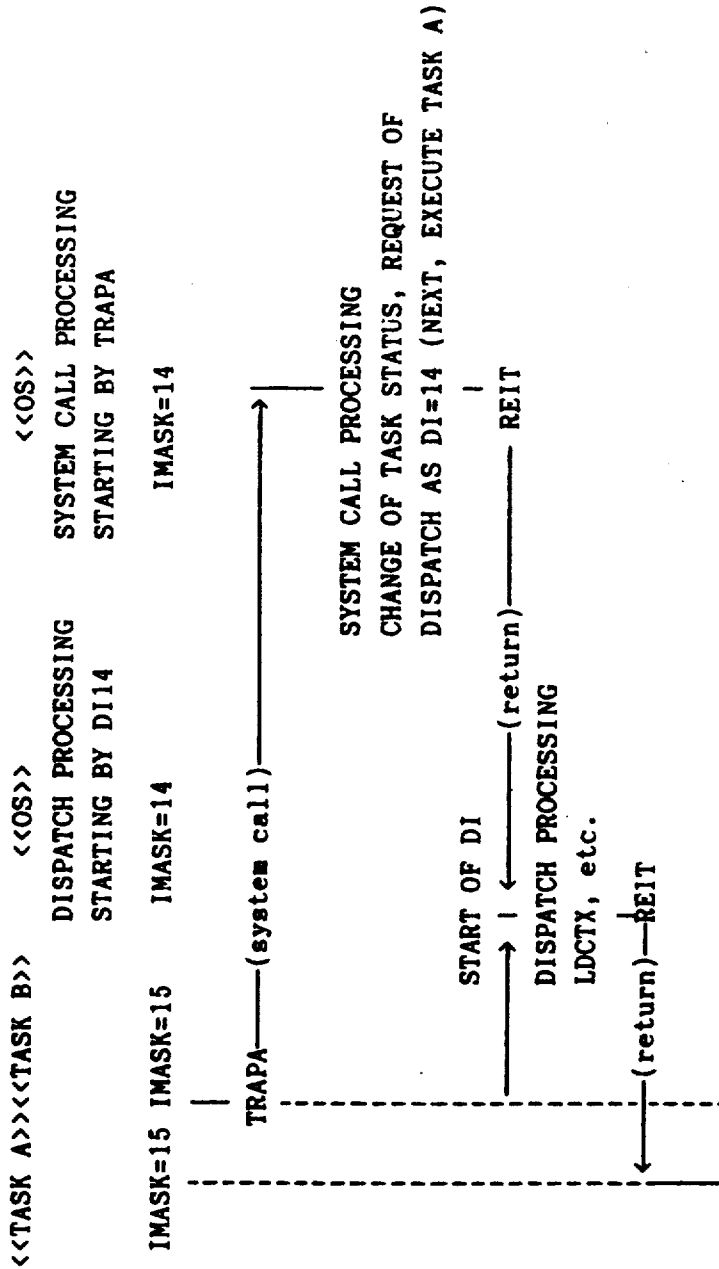 <<TASK A>><<TASK B>> <<OS>> <<OS>>
DISPATCH PROCESSING SYSTEM CALL PROCESSING
STARTING BY DI14 STARTING BY TRAPA
IMASK=15 IMASK=15 IMASK=14 IMASK=14
TRAPA (system call)
SYSTEM CALL PROCESSING
CHANGE OF TASK STATUS, REQUEST OF
DISPATCH AS DI=14 (NEXT, EXECUTE TASK A)
START OF DI
(return) REIT
DISPATCH PROCESSING
LDCTX, etc.
(return) REIT